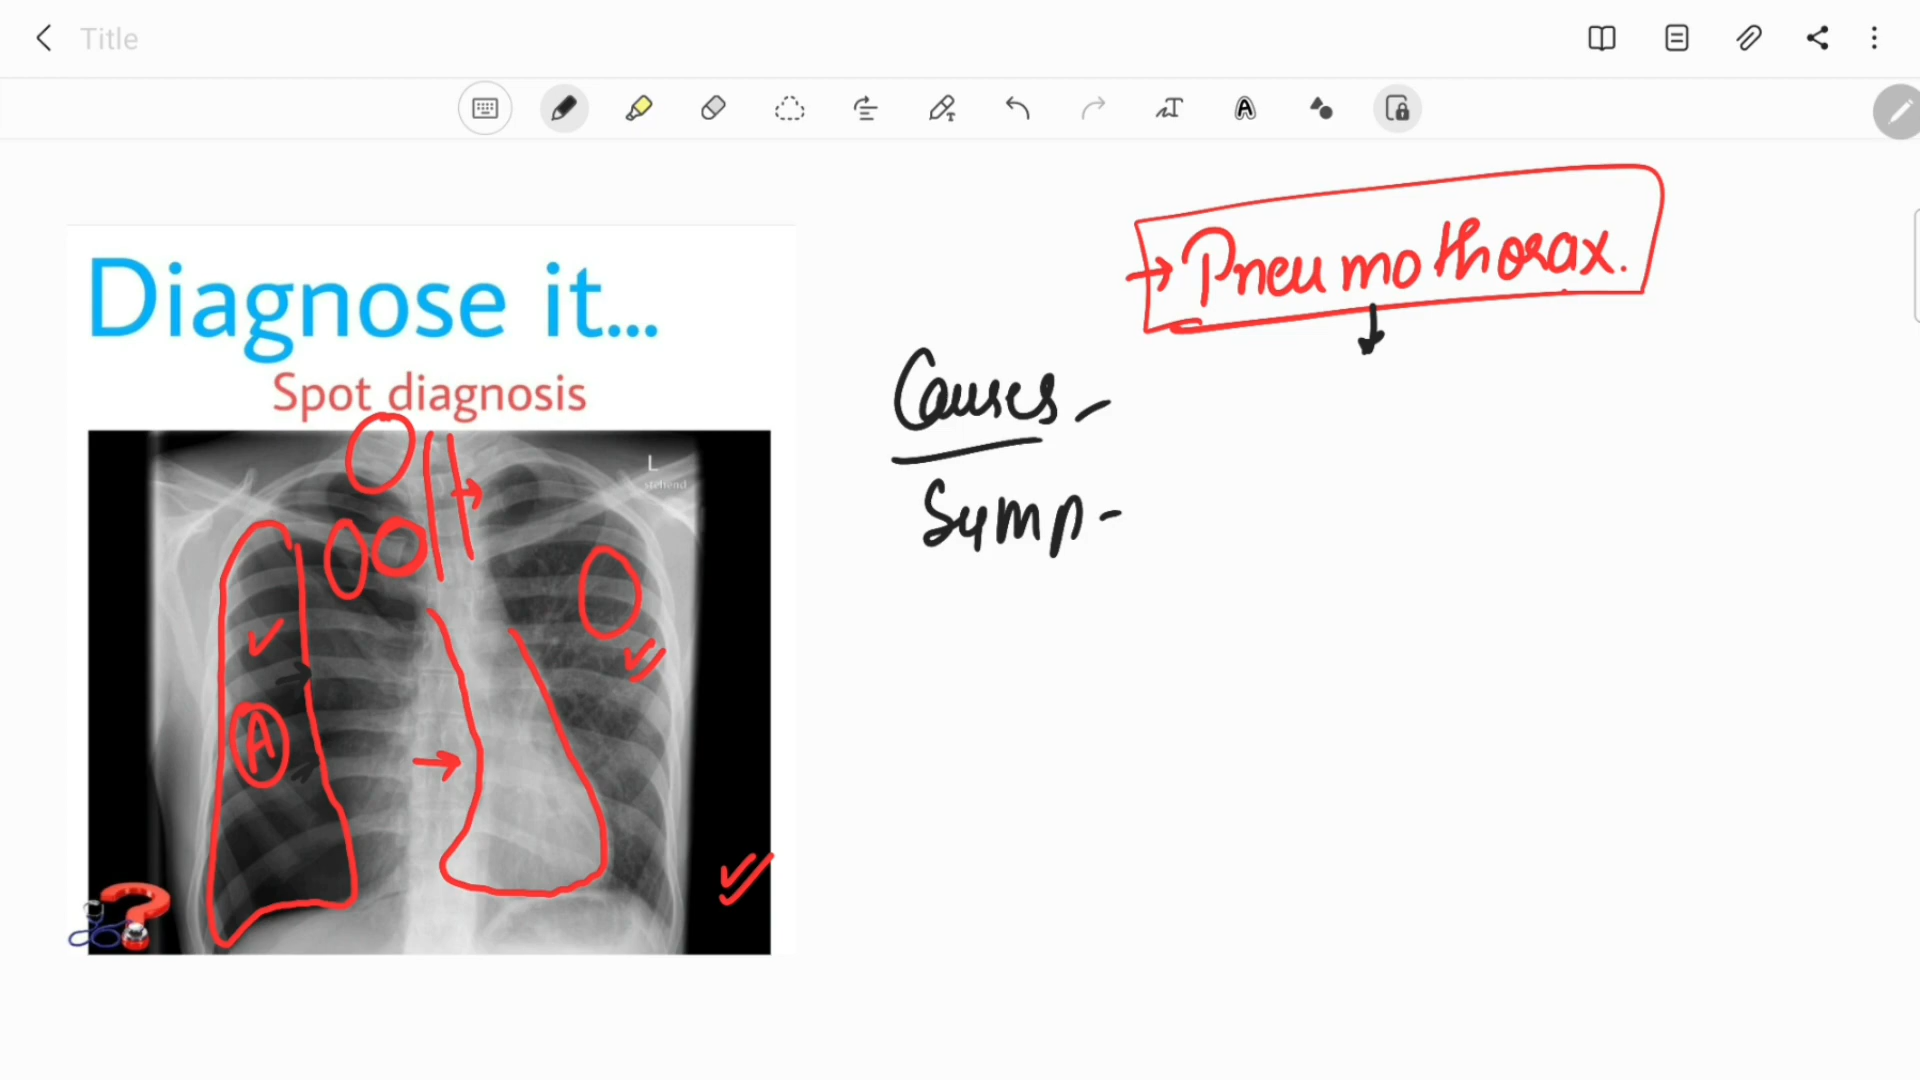 Title
Diagnose it...
Spot diagnosis
L
A
→ Pneumothorax.
Causes -
Symp -